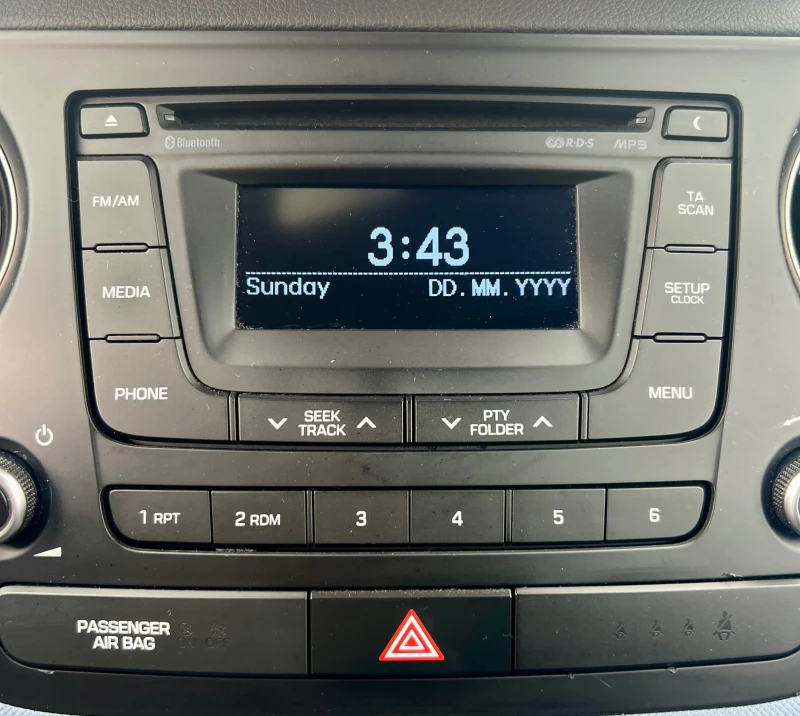 Bluetooth
R·D·S
MP3
FM/AM
TA
SCAN
3:43
Sunday
DD.MM.YYYY
MEDIA
SETUP
CLOCK
PHONE
MENU
SEEK
TRACK
PTY
FOLDER
1 RPT
2 RDM
3
4
5
6
PASSENGER
AIR BAG